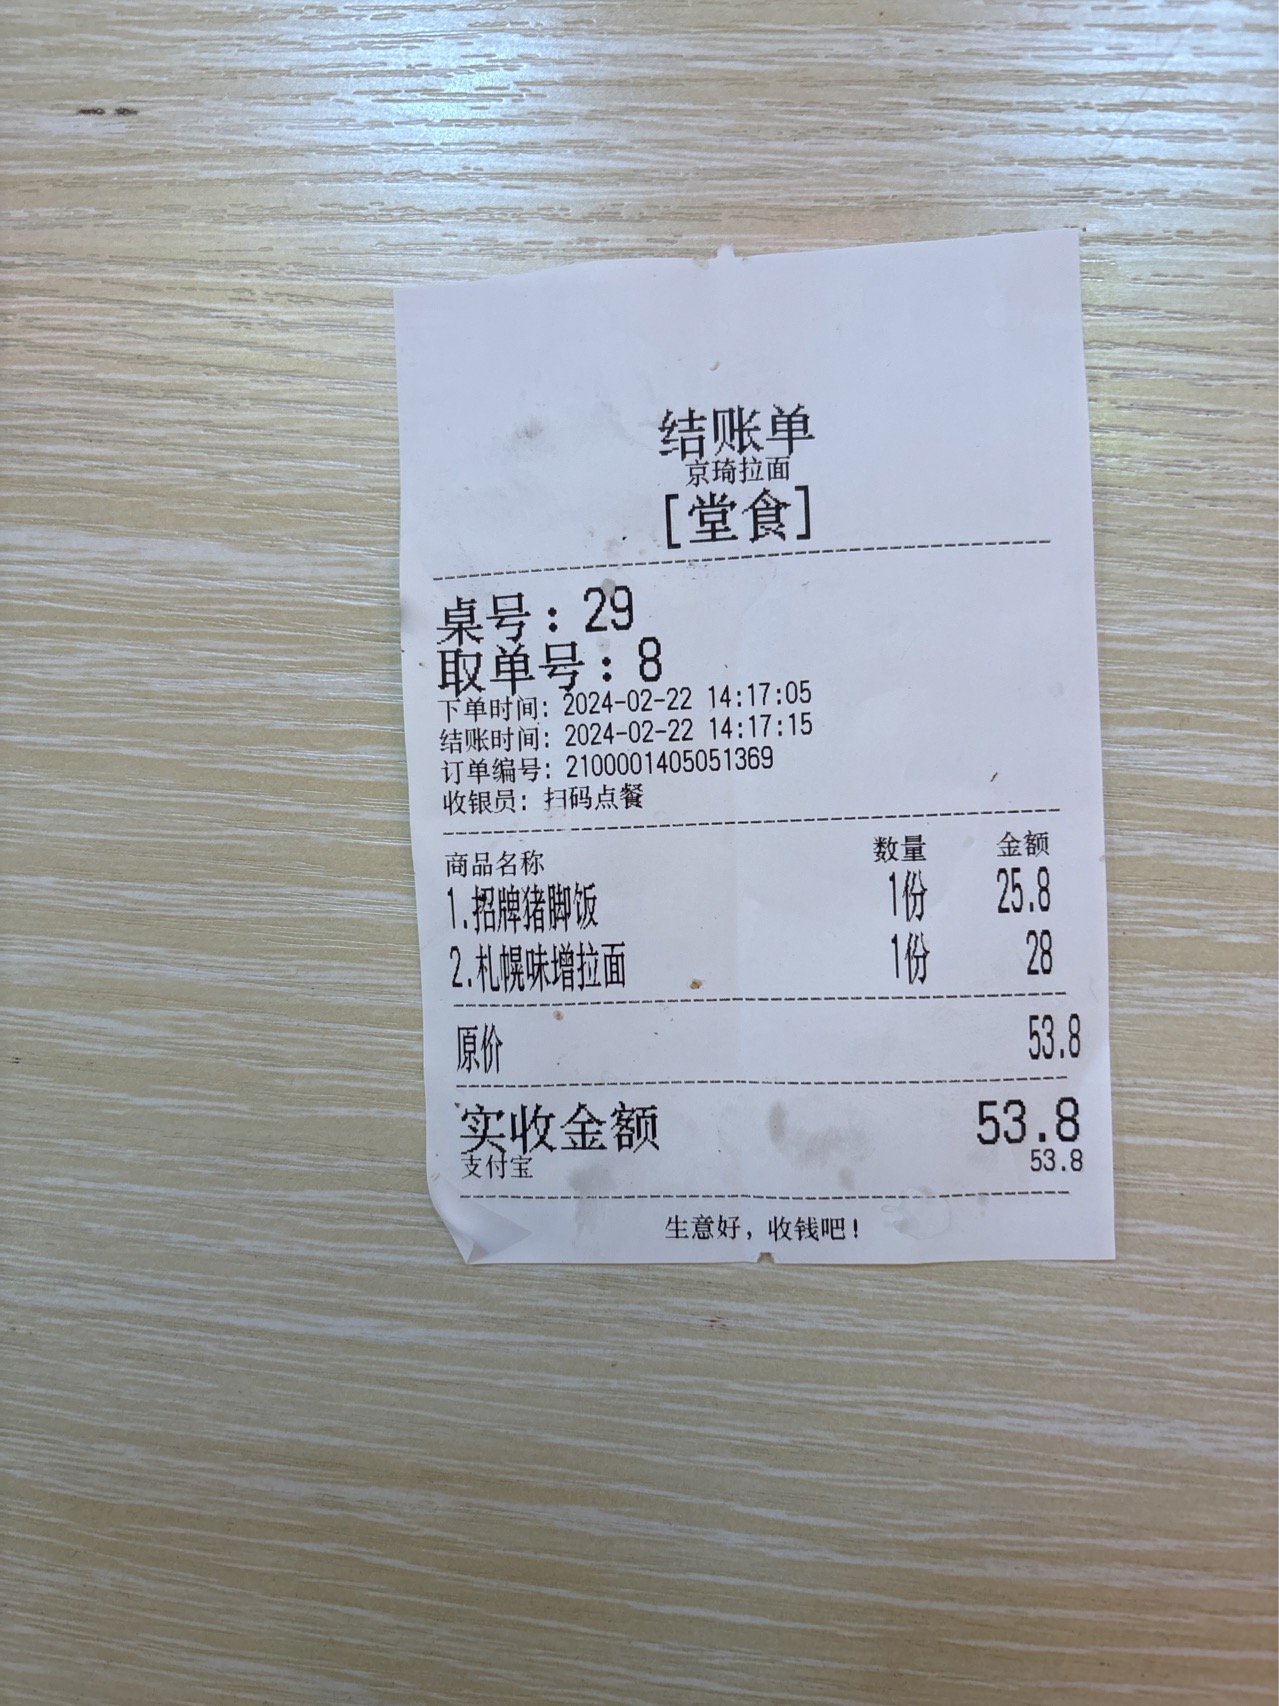 结账单
京琦拉面
[堂食]
桌号：29
取单号：8
下单时间: 2024-02-22 14:17:05
结账时间: 2024-02-22 14:17:15
订单编号: 2100001405051369
收银员: 扫码点餐
商品名称 数量 金额
1.招牌猪脚饭 1份 25.8
2.札幌味增拉面 1份 28
原价 53.8
实收金额 53.8
支付宝 53.8
生意好，收钱吧！